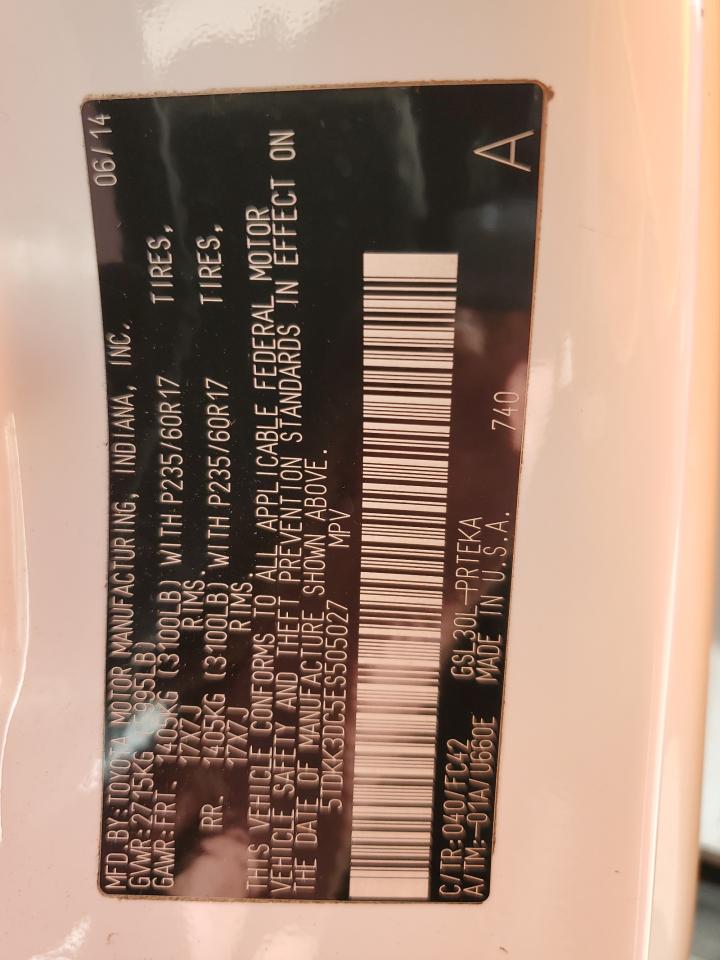 MFD BY:TOYOTA MOTOR MANUFACTURING, INDIANA, INC. 06/14
GVWR:2715KG (5995LB)
GAWR:FRT. 1405KG (3100LB) WITH P235/60R17 TIRES,
17X7J RIMS.
RR. 1405KG (3100LB) WITH P235/60R17 TIRES,
17X7J RIMS.
THIS VEHICLE CONFORMS TO ALL APPLICABLE FEDERAL MOTOR
VEHICLE SAFETY AND THEFT PREVENTION STANDARDS IN EFFECT ON
THE DATE OF MANUFACTURE SHOWN ABOVE.
5TDKK3DC5ES505027 MPV
C/TR:040/FC42 GSL30L-PRTEKA 740 A
A/TM:-01A/U660E MADE IN U.S.A.